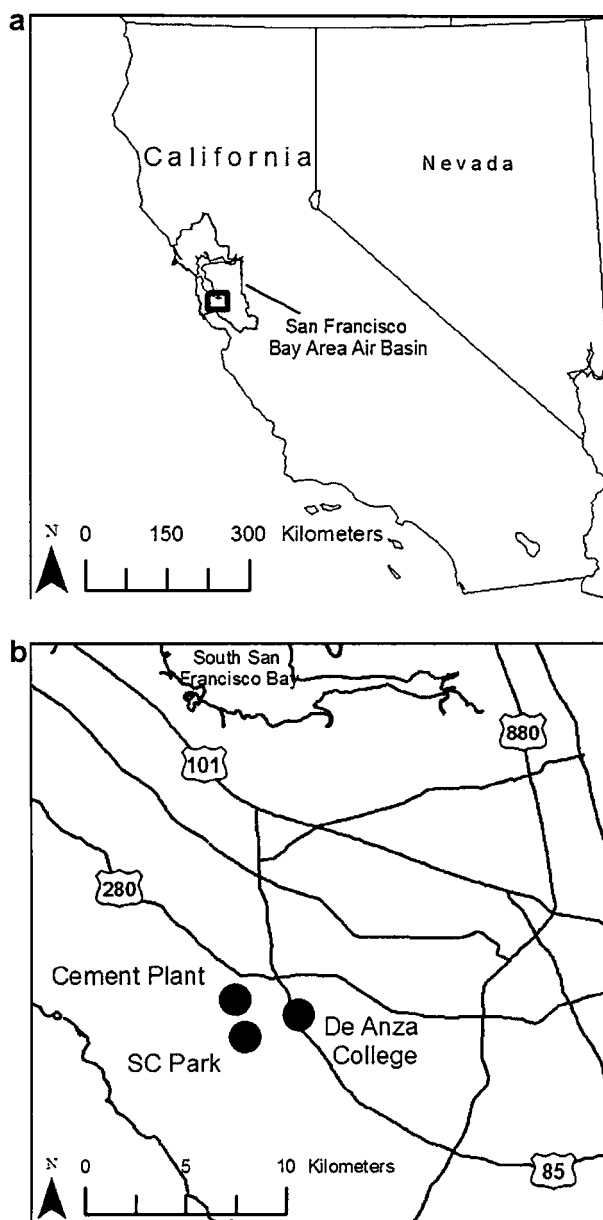 a
California
Nevada
San Francisco
Bay Area Air Basin
N
0 150 300 Kilometers
b
South San
Francisco Bay
880
101
280
Cement Plant
De Anza
College
SC Park
N
0 5 10 Kilometers
85